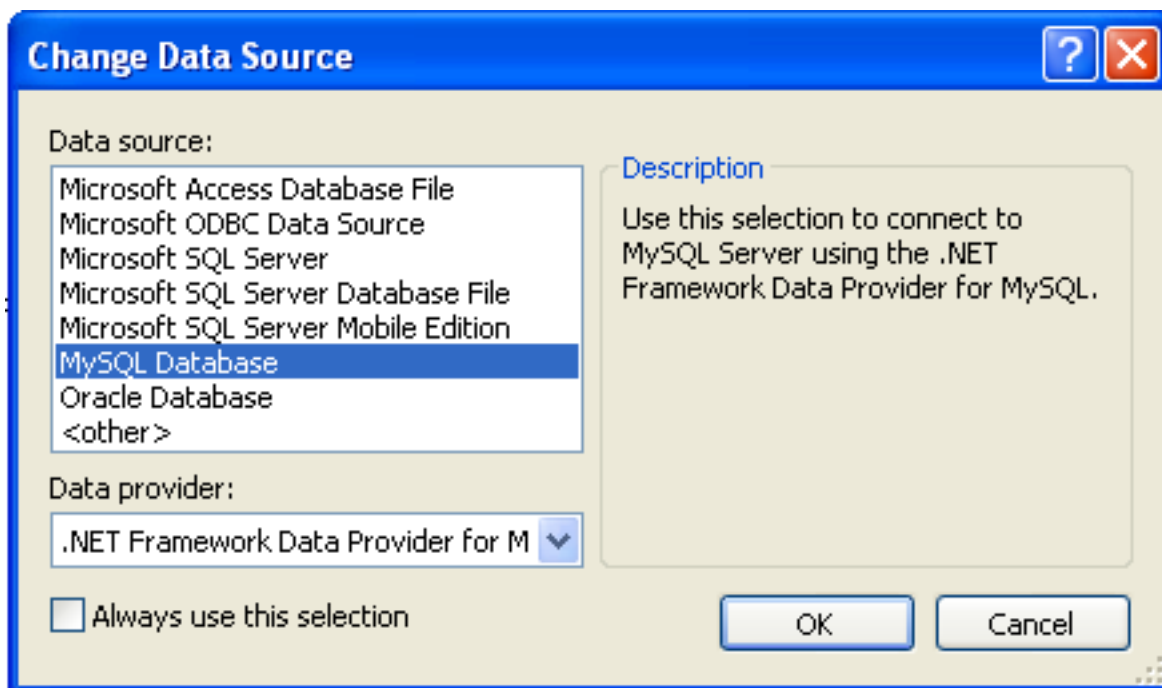 Change Data Source
Data source:
Microsoft Access Database File
Microsoft ODBC Data Source
Microsoft SQL Server
Microsoft SQL Server Database File
Microsoft SQL Server Mobile Edition
MySQL Database
Oracle Database
<other>
Data provider:
.NET Framework Data Provider for M
Always use this selection
Description
Use this selection to connect to
MySQL Server using the .NET
Framework Data Provider for MySQL.
OK
Cancel